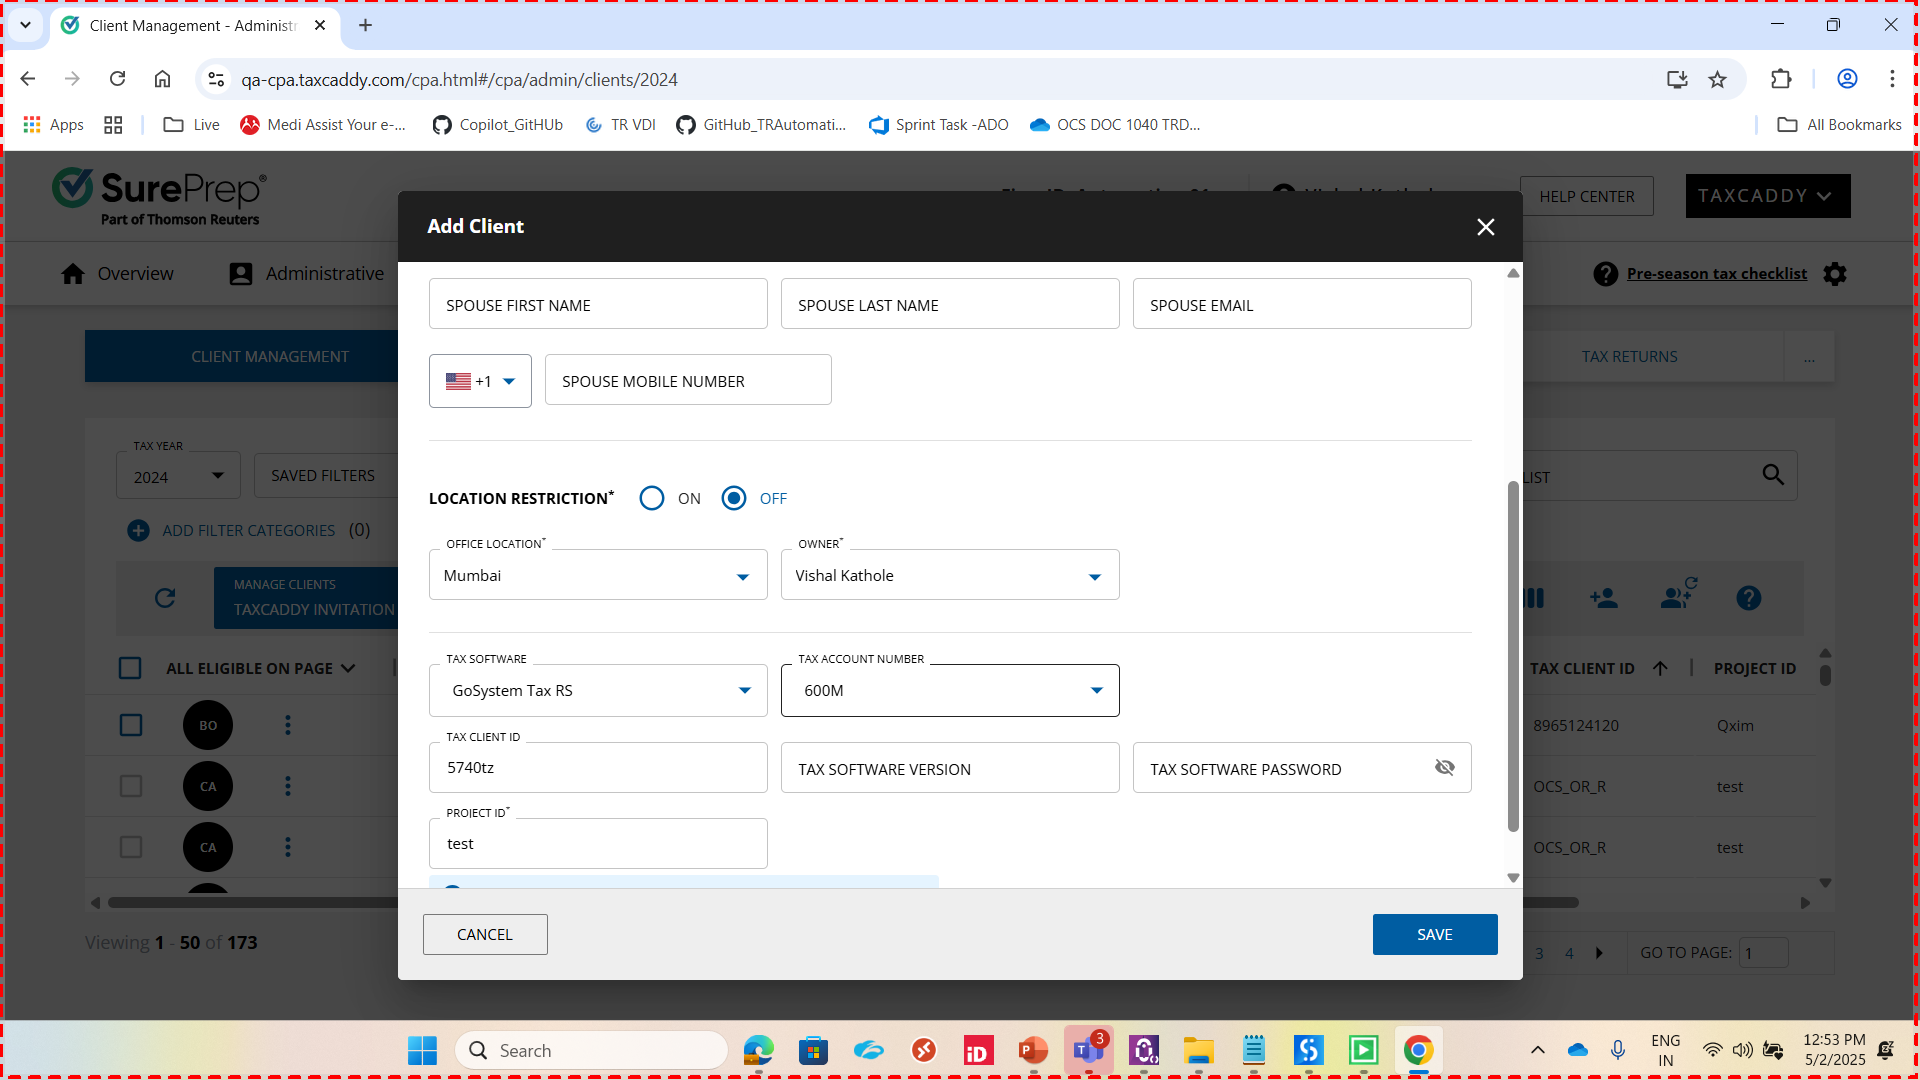 Client Management - Administr
qa-cpa.taxcaddy.com/cpa.html#/cpa/admin/clients/2024
Apps
Live
Medi Assist Your e-...
Copilot_GitHUb
TR VDI
GitHub_TRAutomati...
Sprint Task -ADO
OCS DOC 1040 TRD...
All Bookmarks
SurePrep®
Part of Thomson Reuters
HELP CENTER
TAXCADDY
Overview
Administrative
Pre-season tax checklist
CLIENT MANAGEMENT
TAX RETURNS
...
TAX YEAR
2024
SAVED FILTERS
LIST
ADD FILTER CATEGORIES (0)
MANAGE CLIENTS
TAXCADDY INVITATION
ALL ELIGIBLE ON PAGE
TAX CLIENT ID
PROJECT ID
BO
8965124120
Qxim
CA
OCS_OR_R
test
CA
OCS_OR_R
test
Viewing 1 - 50 of 173
3
4
GO TO PAGE: 1
Add Client
SPOUSE FIRST NAME
SPOUSE LAST NAME
SPOUSE EMAIL
+1
SPOUSE MOBILE NUMBER
LOCATION RESTRICTION*
ON
OFF
OFFICE LOCATION*
Mumbai
OWNER*
Vishal Kathole
TAX SOFTWARE
GoSystem Tax RS
TAX ACCOUNT NUMBER
600M
TAX CLIENT ID
5740tz
TAX SOFTWARE VERSION
TAX SOFTWARE PASSWORD
PROJECT ID*
test
CANCEL
SAVE
Search
iD
3
ENG
IN
12:53 PM
5/2/2025